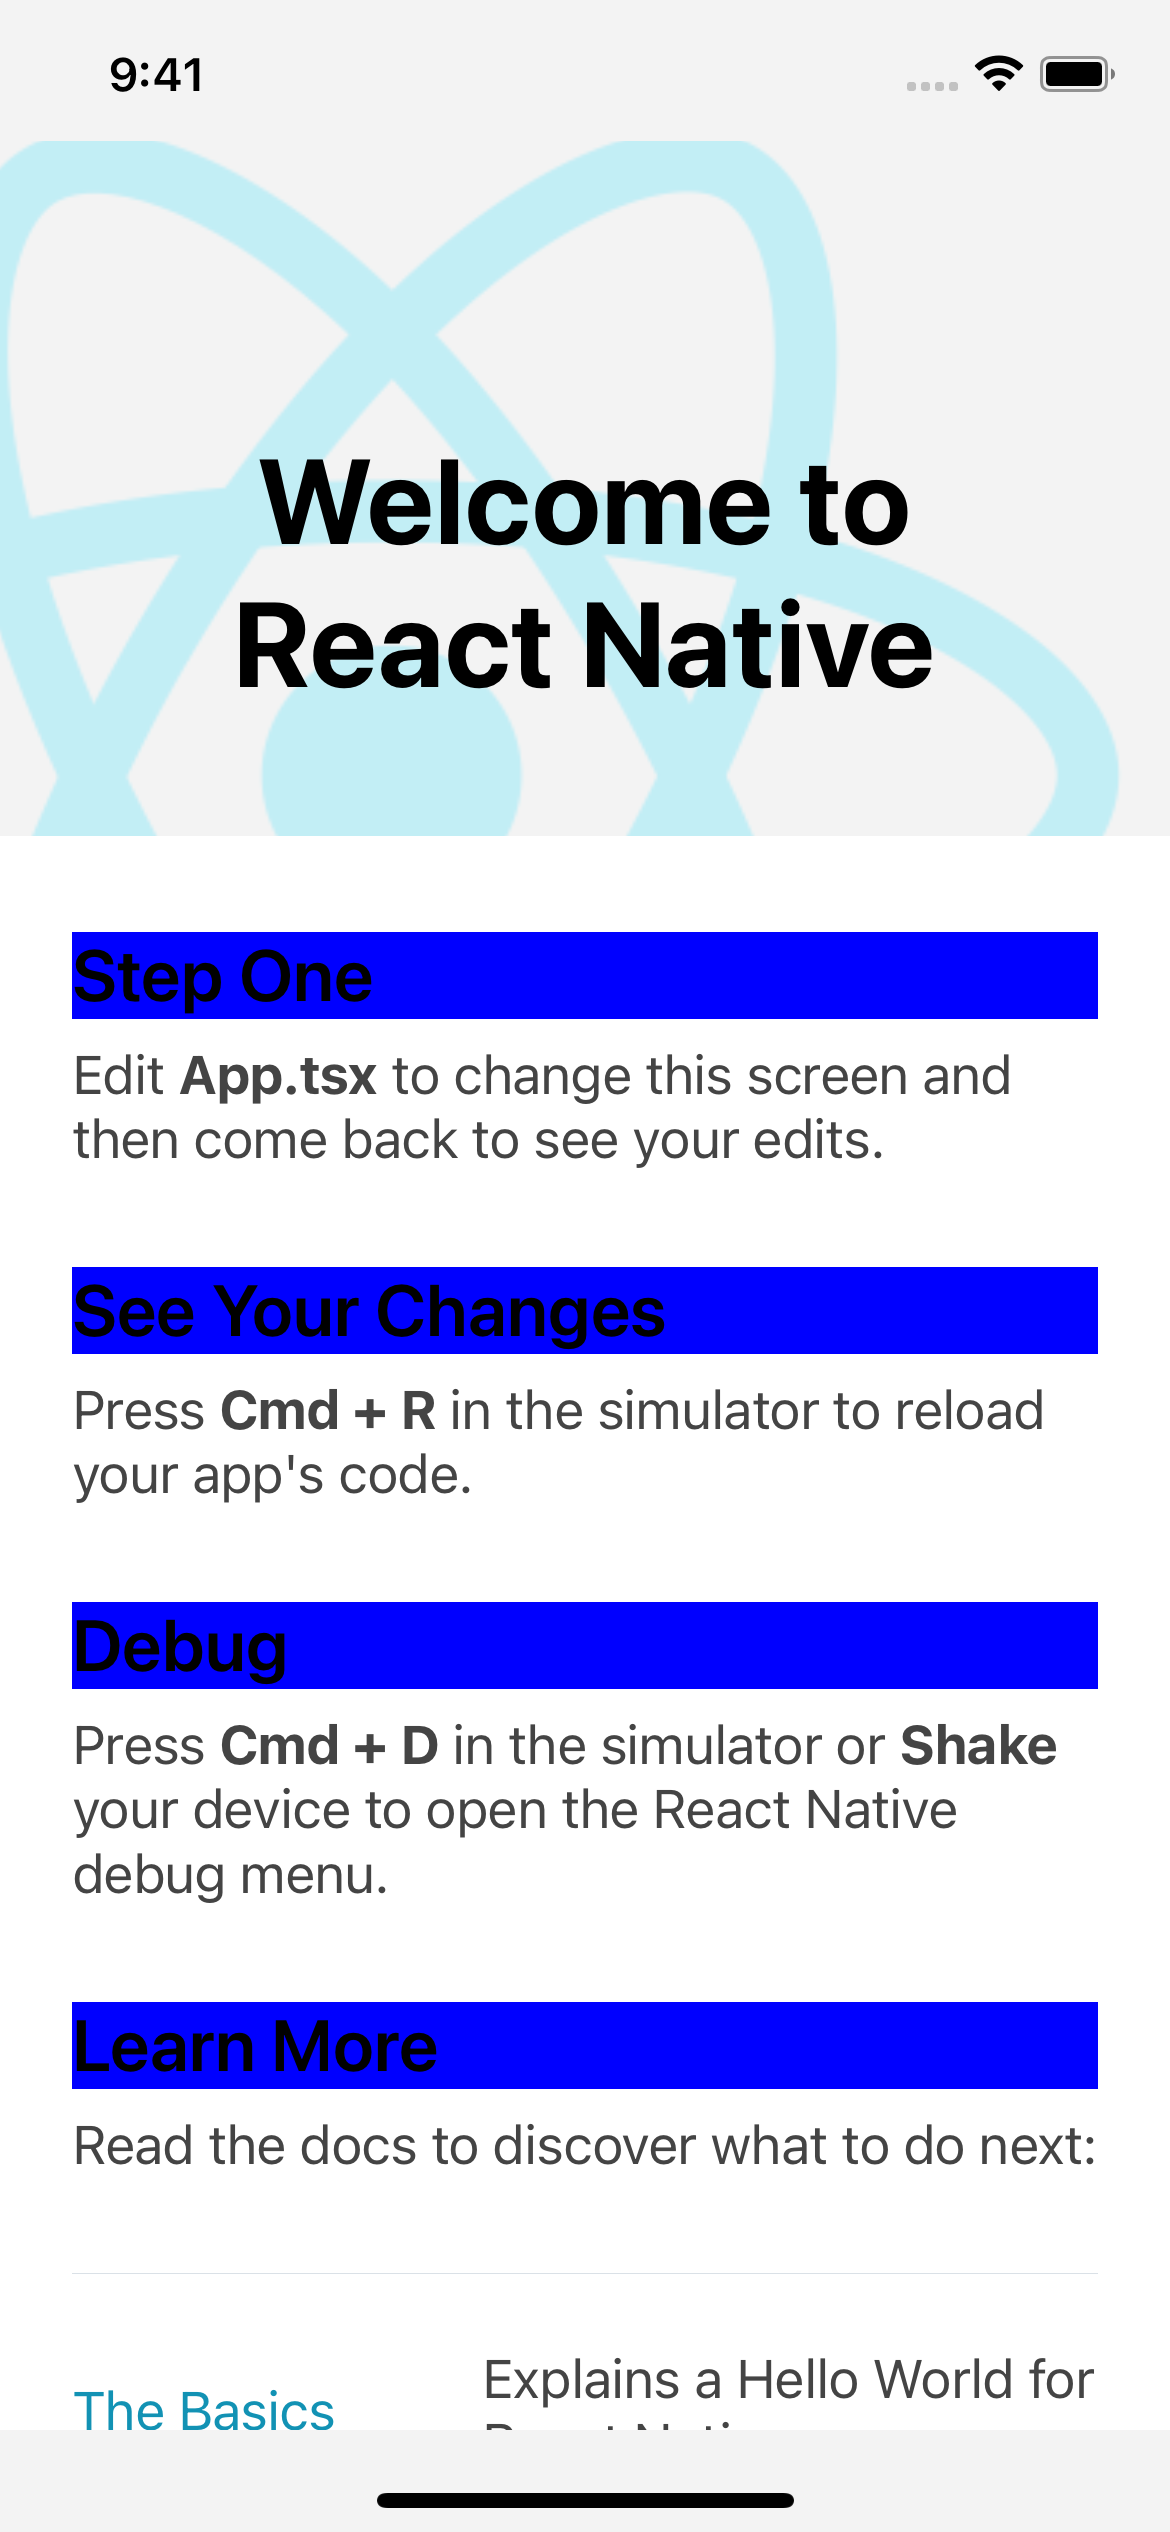 9:41
Welcome to
React Native
Step One
Edit App.tsx to change this screen and
then come back to see your edits.
See Your Changes
Press Cmd + R in the simulator to reload
your app's code.
Debug
Press Cmd + D in the simulator or Shake
your device to open the React Native
debug menu.
Learn More
Read the docs to discover what to do next:
The Basics
Explains a Hello World for